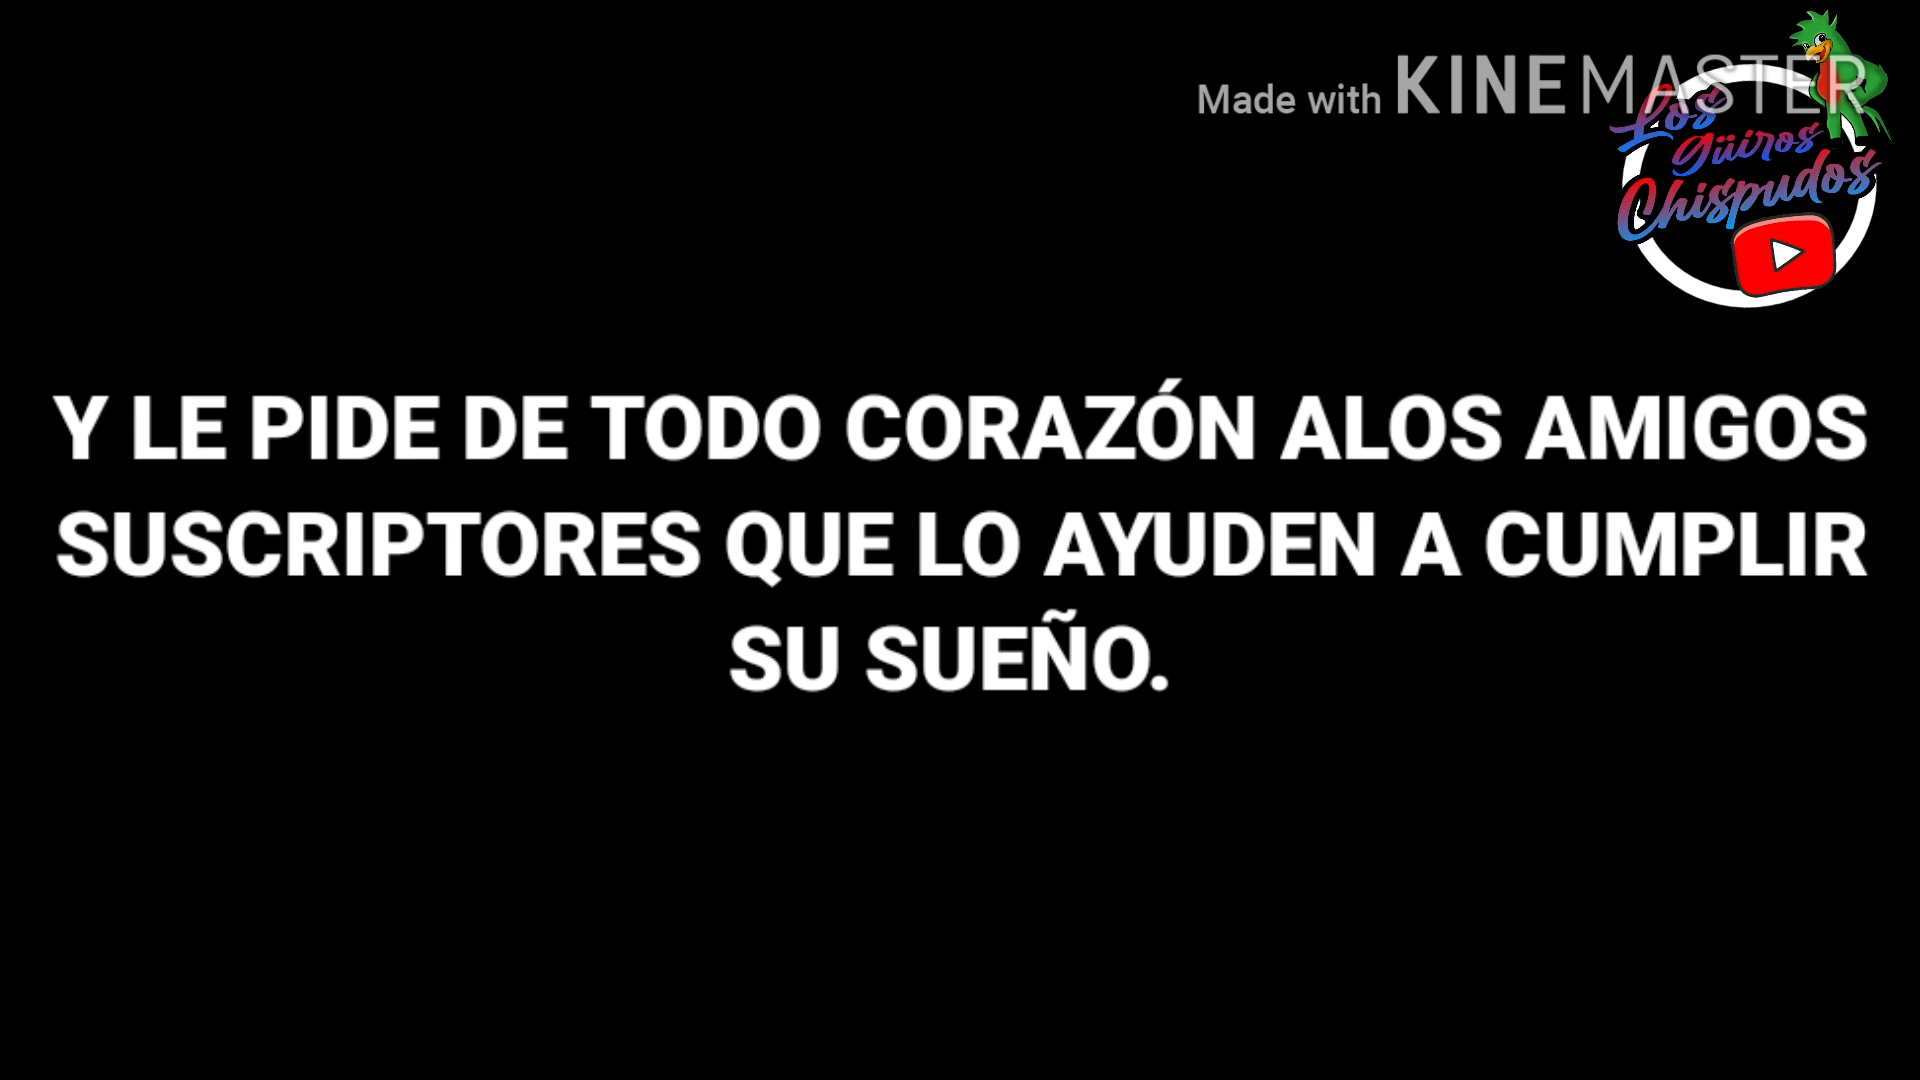 Made with KINEMASTER
Los
güiros
Chispudos
Y LE PIDE DE TODO CORAZÓN ALOS AMIGOS
SUSCRIPTORES QUE LO AYUDEN A CUMPLIR
SU SUEÑO.